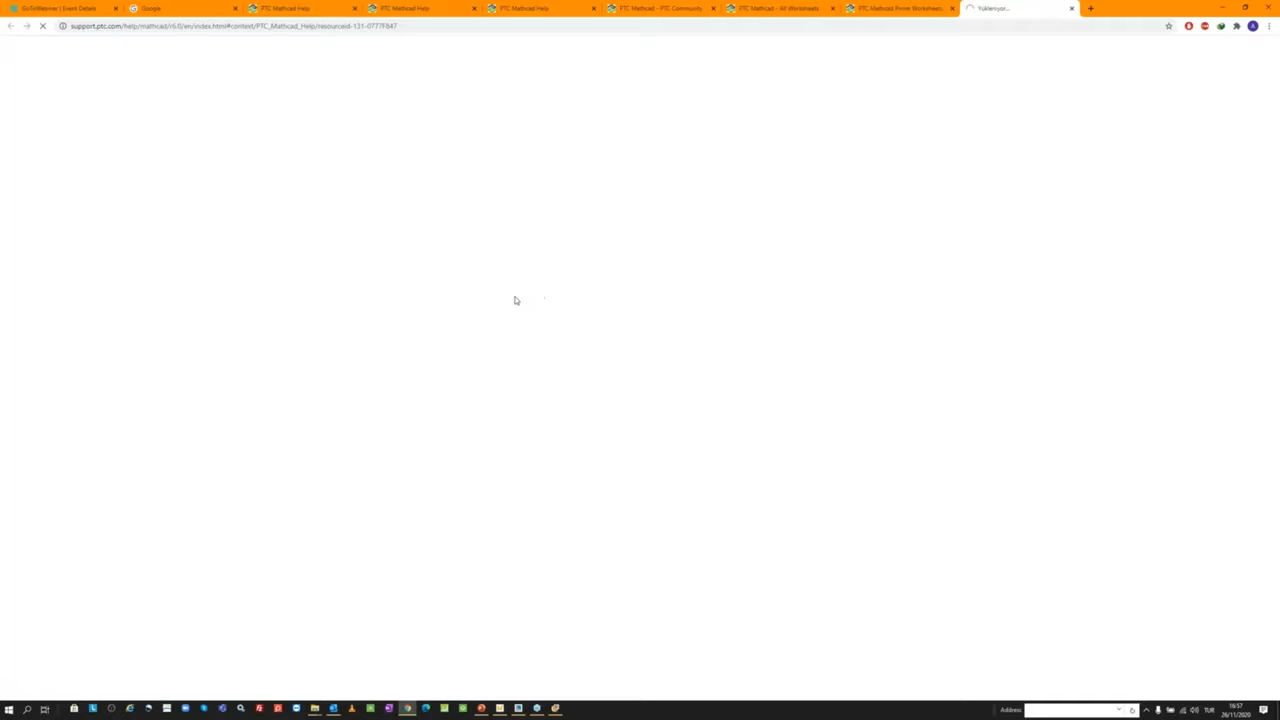 GoToWebinar | Event Details
Google
PTC Mathcad Help
PTC Mathcad Help
PTC Mathcad Help
PTC Mathcad - PTC Community
PTC Mathcad - All Worksheets
PTC Mathcad Prime Worksheets
Yükleniyor...
support.ptc.com/help/mathcad/r6.0/en/index.html#context/PTC_Mathcad_Help/resourceid-131-0777F847
Address
TUR
16:57
26/11/2020